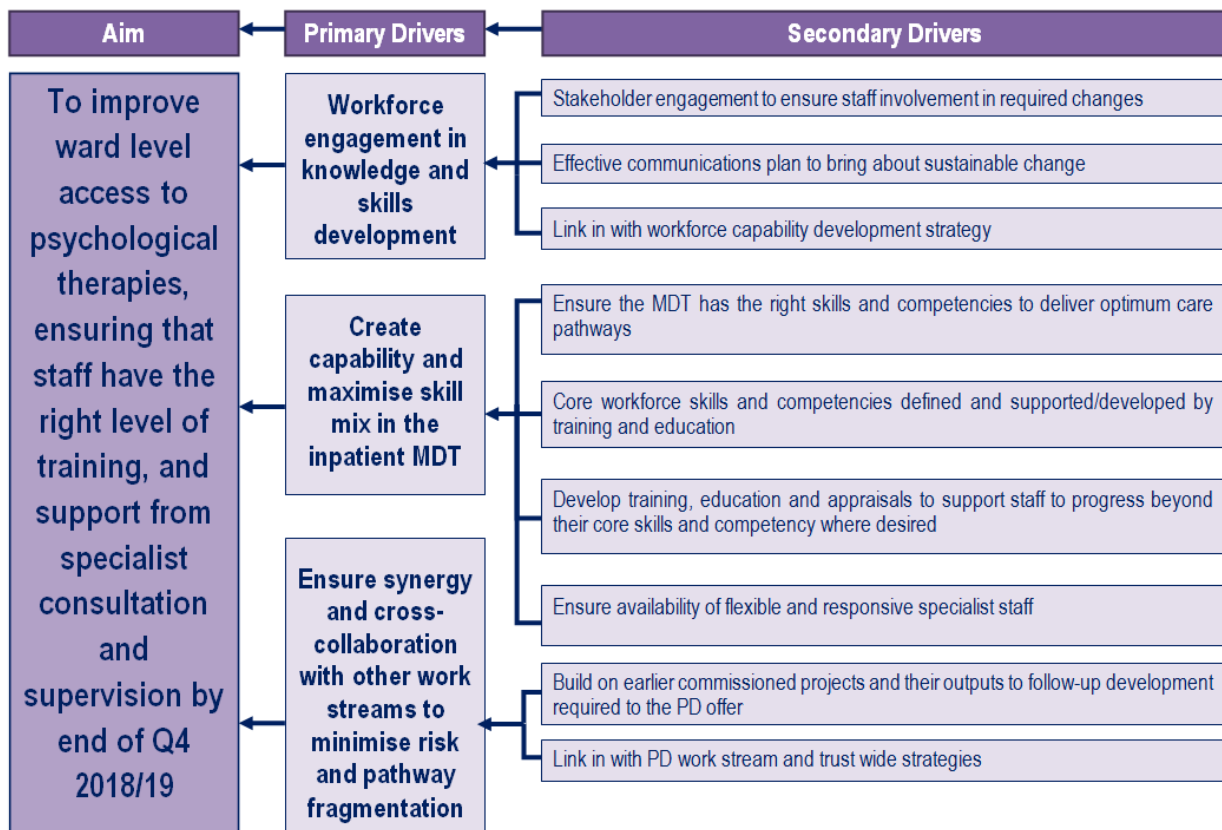 Aim
Primary Drivers
Secondary Drivers
To improve
ward level
access to
psychological
therapies,
ensuring that
staff have the
right level of
training, and
support from
specialist
consultation
and
supervision by
end of Q4
2018/19
Workforce
engagement in
knowledge and
skills
development
Stakeholder engagement to ensure staff involvement in required changes
Effective communications plan to bring about sustainable change
Link in with workforce capability development strategy
Create
capability and
maximise skill
mix in the
inpatient MDT
Ensure the MDT has the right skills and competencies to deliver optimum care
pathways
Core workforce skills and competencies defined and supported/developed by
training and education
Develop training, education and appraisals to support staff to progress beyond
their core skills and competency where desired
Ensure availability of flexible and responsive specialist staff
Ensure synergy
and cross-
collaboration
with other work
streams to
minimise risk
and pathway
fragmentation
Build on earlier commissioned projects and their outputs to follow-up development
required to the PD offer
Link in with PD work stream and trust wide strategies